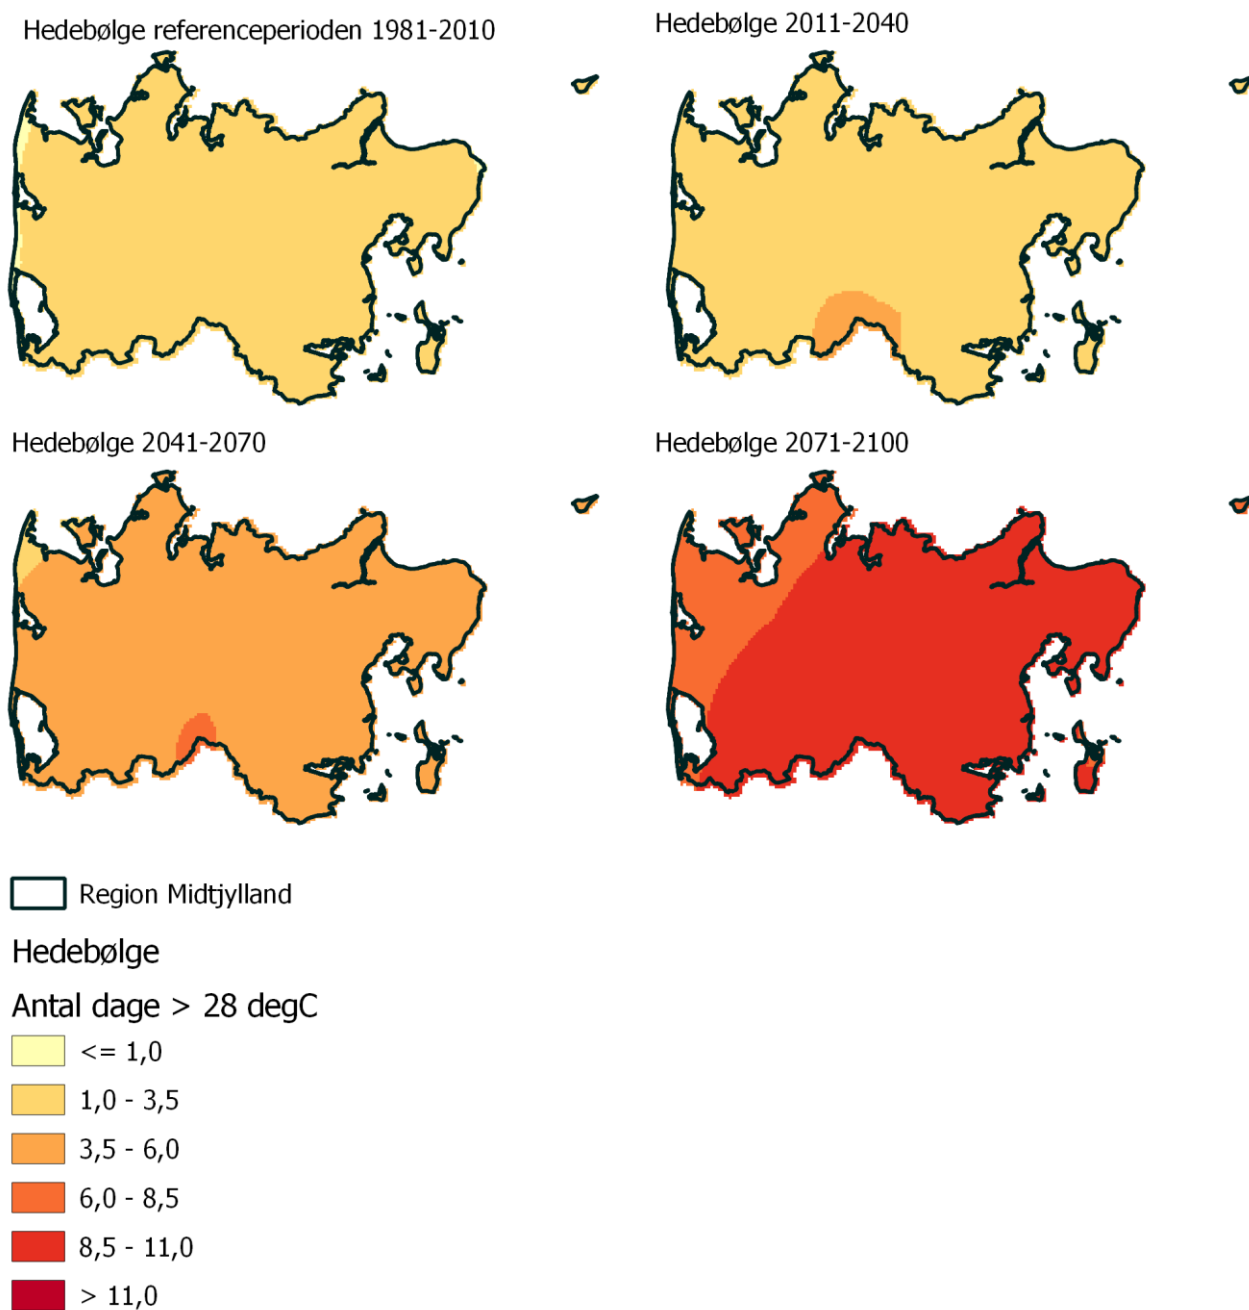 Hedebølge referenceperioden 1981-2010
Hedebølge 2011-2040
Hedebølge 2041-2070
Hedebølge 2071-2100
Region Midtjylland
Hedebølge
Antal dage > 28 degC
<= 1,0
1,0 - 3,5
3,5 - 6,0
6,0 - 8,5
8,5 - 11,0
> 11,0